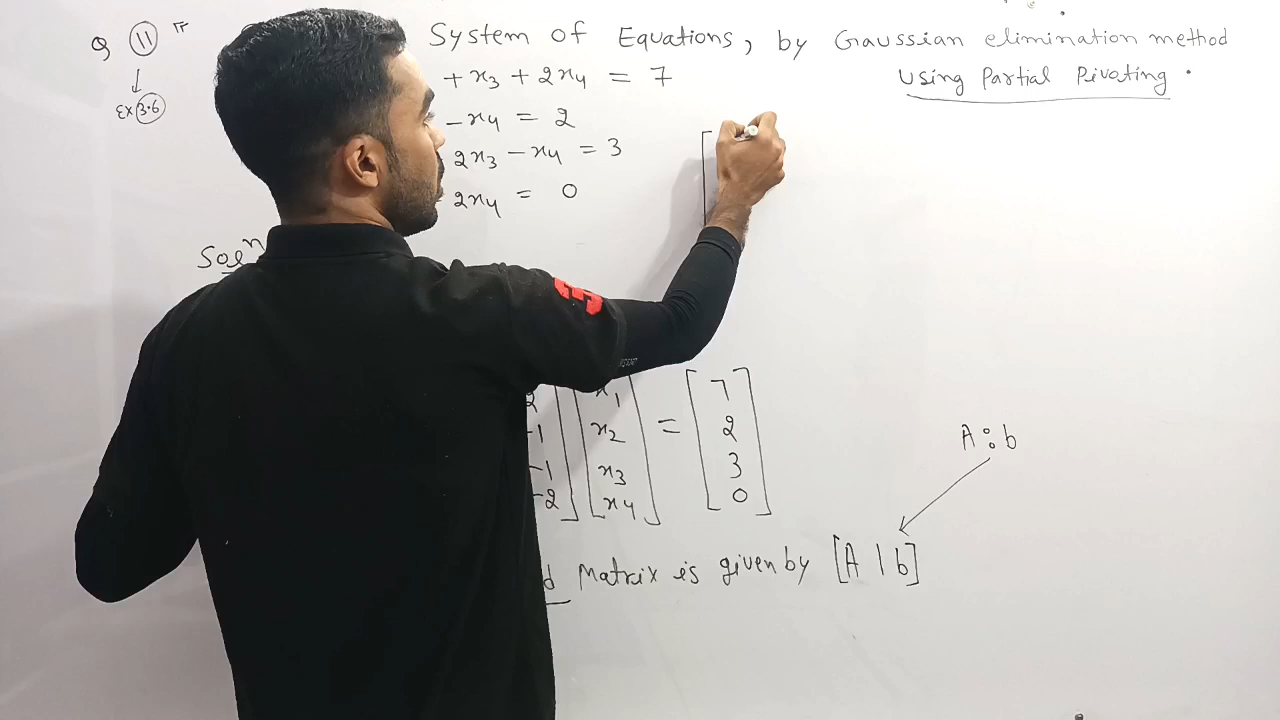 Q 11
System of Equations, by Gaussian elimination method
using Partial Pivoting.
Ex 3.6
+x₃ + 2x₄ = 7
-x₄ = 2
2x₃ - x₄ = 3
2x₄ = 0
Solⁿ
2 x₁ 7
-1 x₂ = 2
-1 x₃ 3
-2 x₄ 0
A : b
d Matrix is given by [A | b]